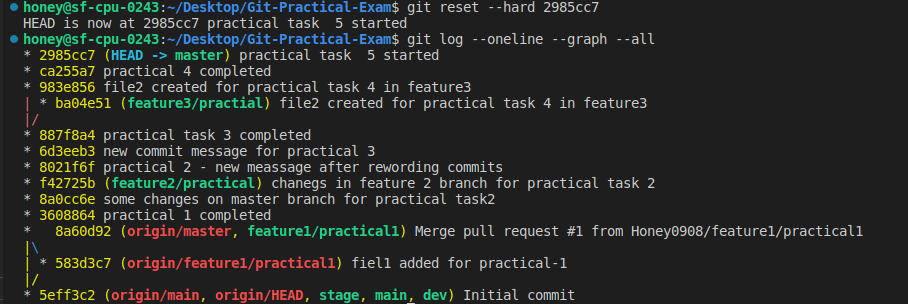 honey@sf-cpu-0243:~/Desktop/Git-Practical-Exam$ git reset --hard 2985cc7
HEAD is now at 2985cc7 practical task  5 started
honey@sf-cpu-0243:~/Desktop/Git-Practical-Exam$ git log --oneline --graph --all
* 2985cc7 (HEAD -> master) practical task  5 started
* ca255a7 practical 4 completed
* 983e856 file2 created for practical task 4 in feature3
| * ba04e51 (feature3/practial) file2 created for practical task 4 in feature3
|/
* 887f8a4 practical task 3 completed
* 6d3eeb3 new commit message for practical 3
* 8021f6f practical 2 - new meassage after rewording commits
* f42725b (feature2/practical) chanegs in feature 2 branch for practical task 2
* 8a0cc6e some changes on master branch for practical task2
* 3608864 practical 1 completed
*   8a60d92 (origin/master, feature1/practical1) Merge pull request #1 from Honey0908/feature1/practical1
|\
| * 583d3c7 (origin/feature1/practical1) fiel1 added for practical-1
|/
* 5eff3c2 (origin/main, origin/HEAD, stage, main, dev) Initial commit